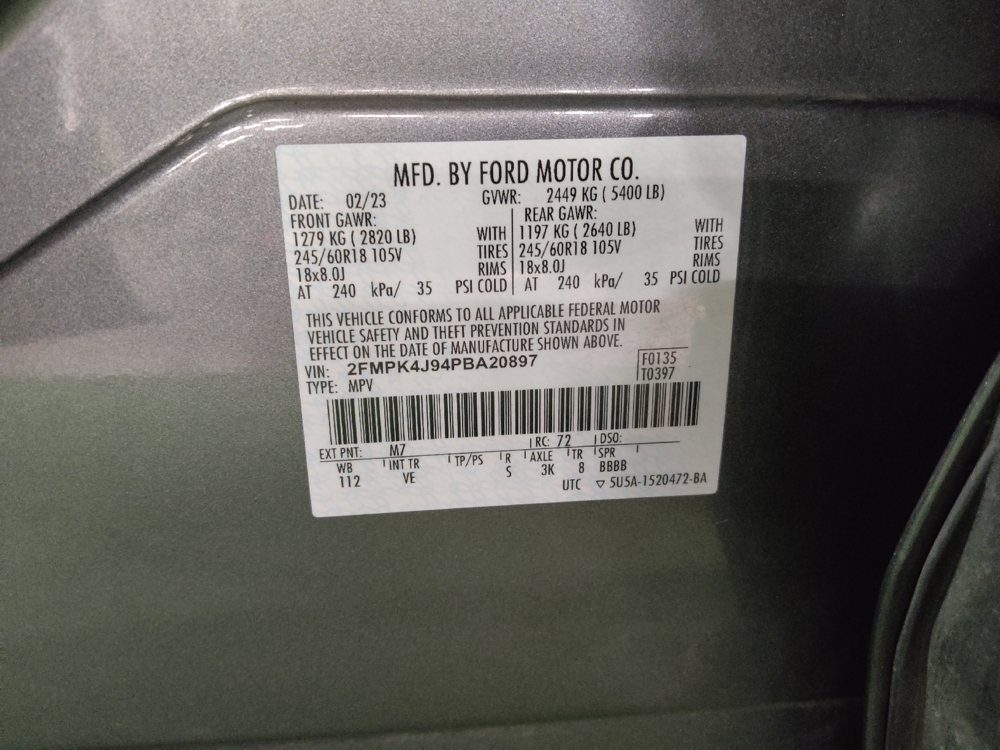 MFD. BY FORD MOTOR CO.
DATE: 02/23 GVWR: 2449 KG ( 5400 LB)
FRONT GAWR: REAR GAWR:
1279 KG ( 2820 LB) WITH 1197 KG ( 2640 LB) WITH
245/60R18 105V TIRES 245/60R18 105V TIRES
18x8.0J RIMS 18x8.0J RIMS
AT 240 kPa/ 35 PSI COLD AT 240 kPa/ 35 PSI COLD
THIS VEHICLE CONFORMS TO ALL APPLICABLE FEDERAL MOTOR
VEHICLE SAFETY AND THEFT PREVENTION STANDARDS IN
EFFECT ON THE DATE OF MANUFACTURE SHOWN ABOVE.
VIN: 2FMPK4J94PBA20897 F0135
TYPE: MPV T0397
EXT PNT: M7 RC: 72 DSO:
WB INT TR TP/PS R AXLE TR SPR
112 VE S 3K 8 BBBB
UTC ▽ 5U5A-1520472-BA